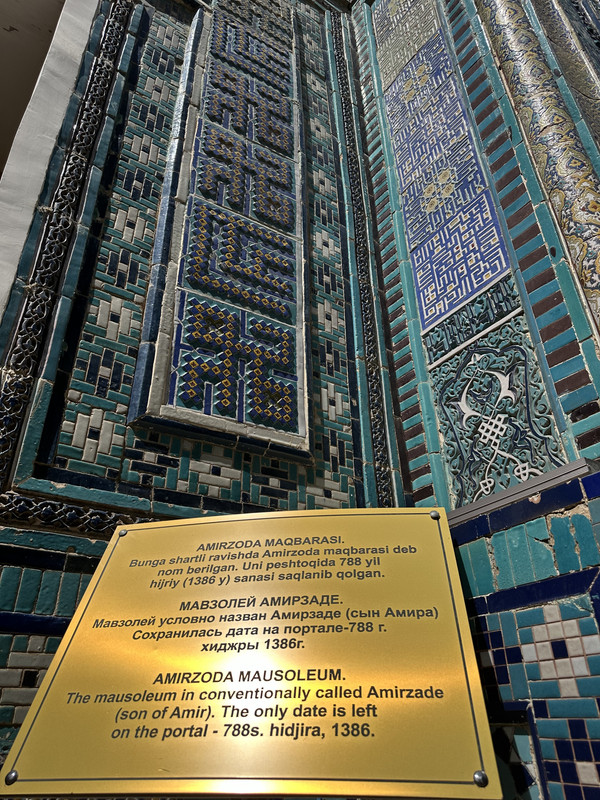 AMIRZODA MAQBARASI.
Bunga shartli ravishda Amirzoda maqbarasi deb
nom berilgan. Uni peshtoqida 788 yil
hijriy (1386 y) sanasi saqlanib qolgan.
МАВЗОЛЕЙ АМИРЗАДЕ.
Мавзолей условно назван Амирзаде (сын Амира)
Сохранилась дата на портале-788 г.
хиджры 1386г.
AMIRZODA MAUSOLEUM.
The mausoleum in conventionally called Amirzade
(son of Amir). The only date is left
on the portal - 788s. hidjira, 1386.